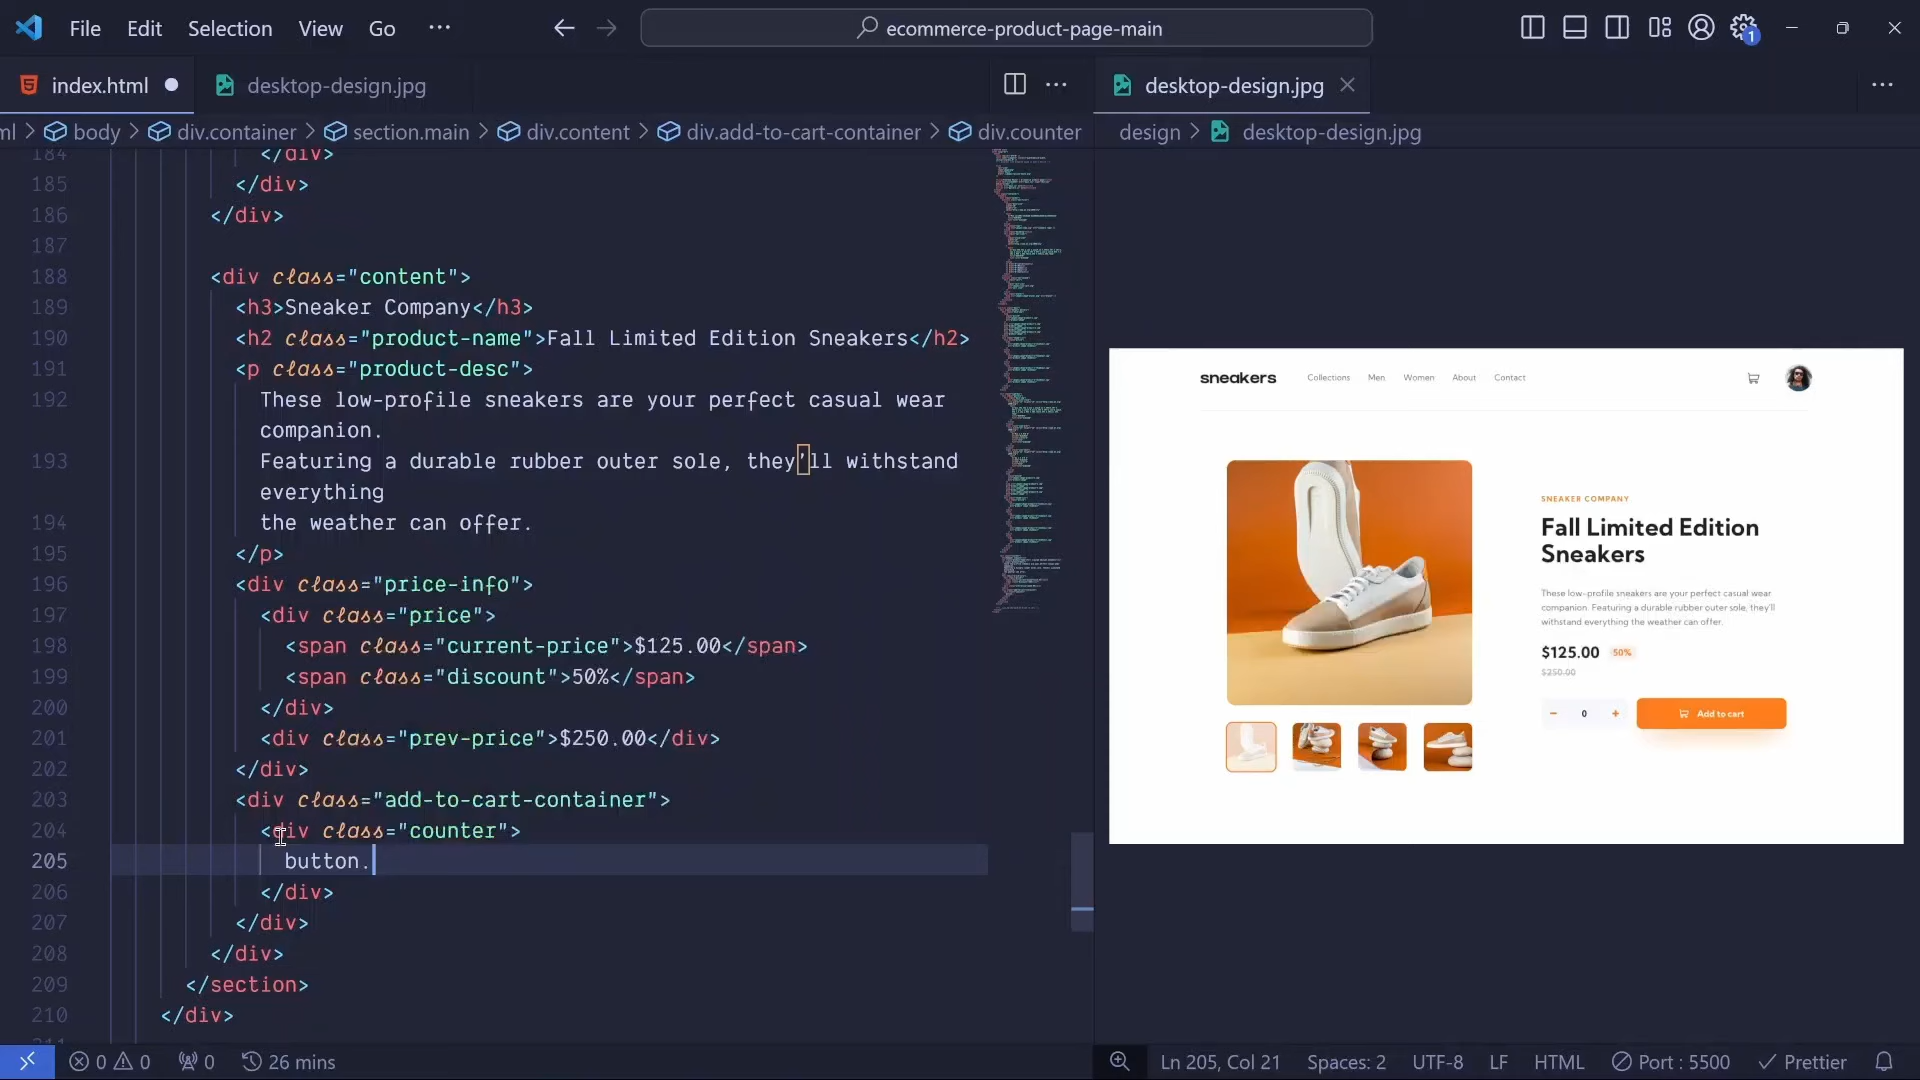 File Edit Selection View Go ··· ecommerce-product-page-main 1
index.html desktop-design.jpg ··· desktop-design.jpg ···
ml > body > div.container > section.main > div.content > div.add-to-cart-container > div.counter design > desktop-design.jpg
184 </div>
185 </div>
186 </div>
187
188 <div class="content">
189 <h3>Sneaker Company</h3>
190 <h2 class="product-name">Fall Limited Edition Sneakers</h2>
191 <p class="product-desc">
192 These low-profile sneakers are your perfect casual wear
companion.
193 Featuring a durable rubber outer sole, they’ll withstand
everything
194 the weather can offer.
195 </p>
196 <div class="price-info">
197 <div class="price">
198 <span class="current-price">$125.00</span>
199 <span class="discount">50%</span>
200 </div>
201 <div class="prev-price">$250.00</div>
202 </div>
203 <div class="add-to-cart-container">
204 <div class="counter">
205 button.
206 </div>
207 </div>
208 </div>
209 </section>
210 </div>
sneakers Collections Men Women About Contact
SNEAKER COMPANY
Fall Limited Edition
Sneakers
These low-profile sneakers are your perfect casual wear
companion. Featuring a durable rubber outer sole, they’ll
withstand everything the weather can offer.
$125.00 50%
$250.00
− 0 + Add to cart
0 0 0 26 mins Ln 205, Col 21 Spaces: 2 UTF-8 LF HTML Port : 5500 Prettier